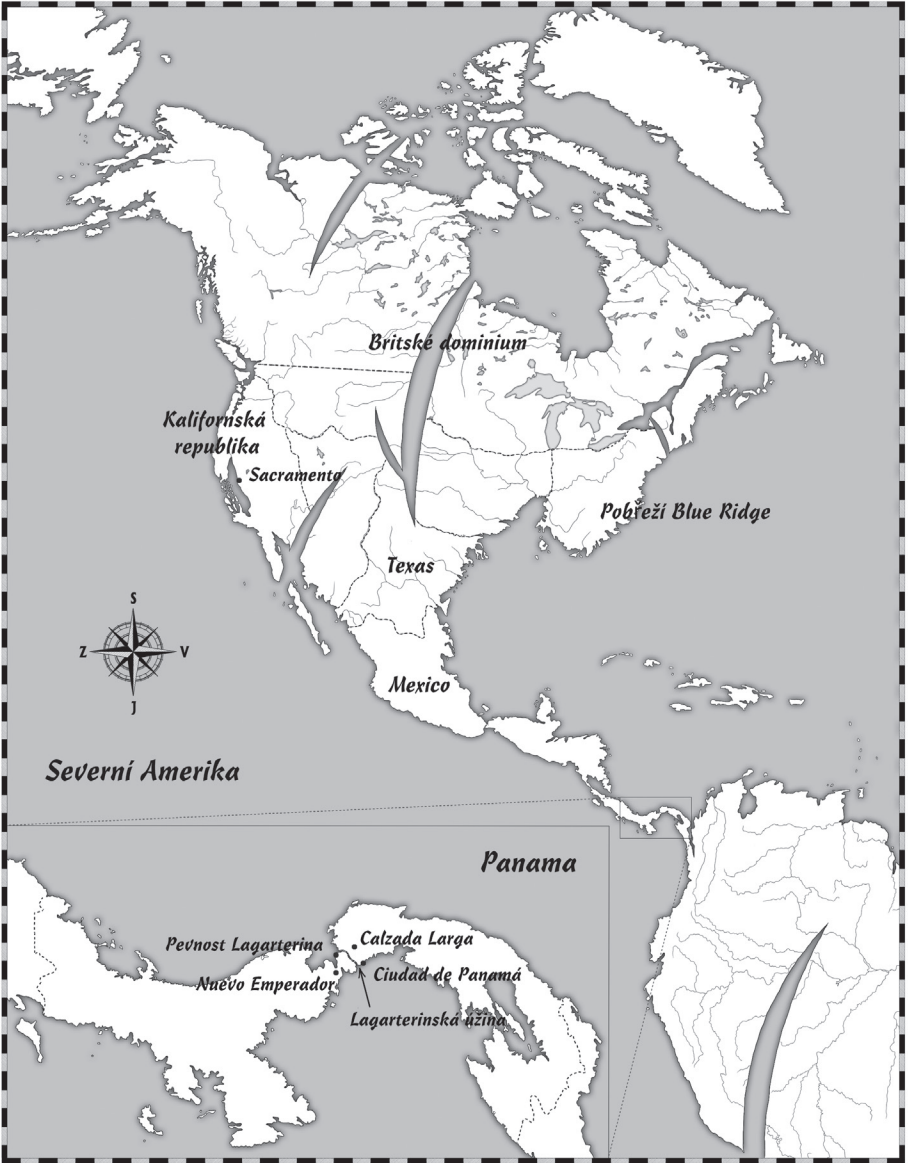 Britské dominium
Kalifornská
republika
Sacramento
Pobřeží Blue Ridge
Texas
S
Z
V
J
Mexico
Severní Amerika
Panama
Pevnost Lagarterina
Calzada Larga
Nuevo Emperador
Ciudad de Panamá
Lagarterinská úžina